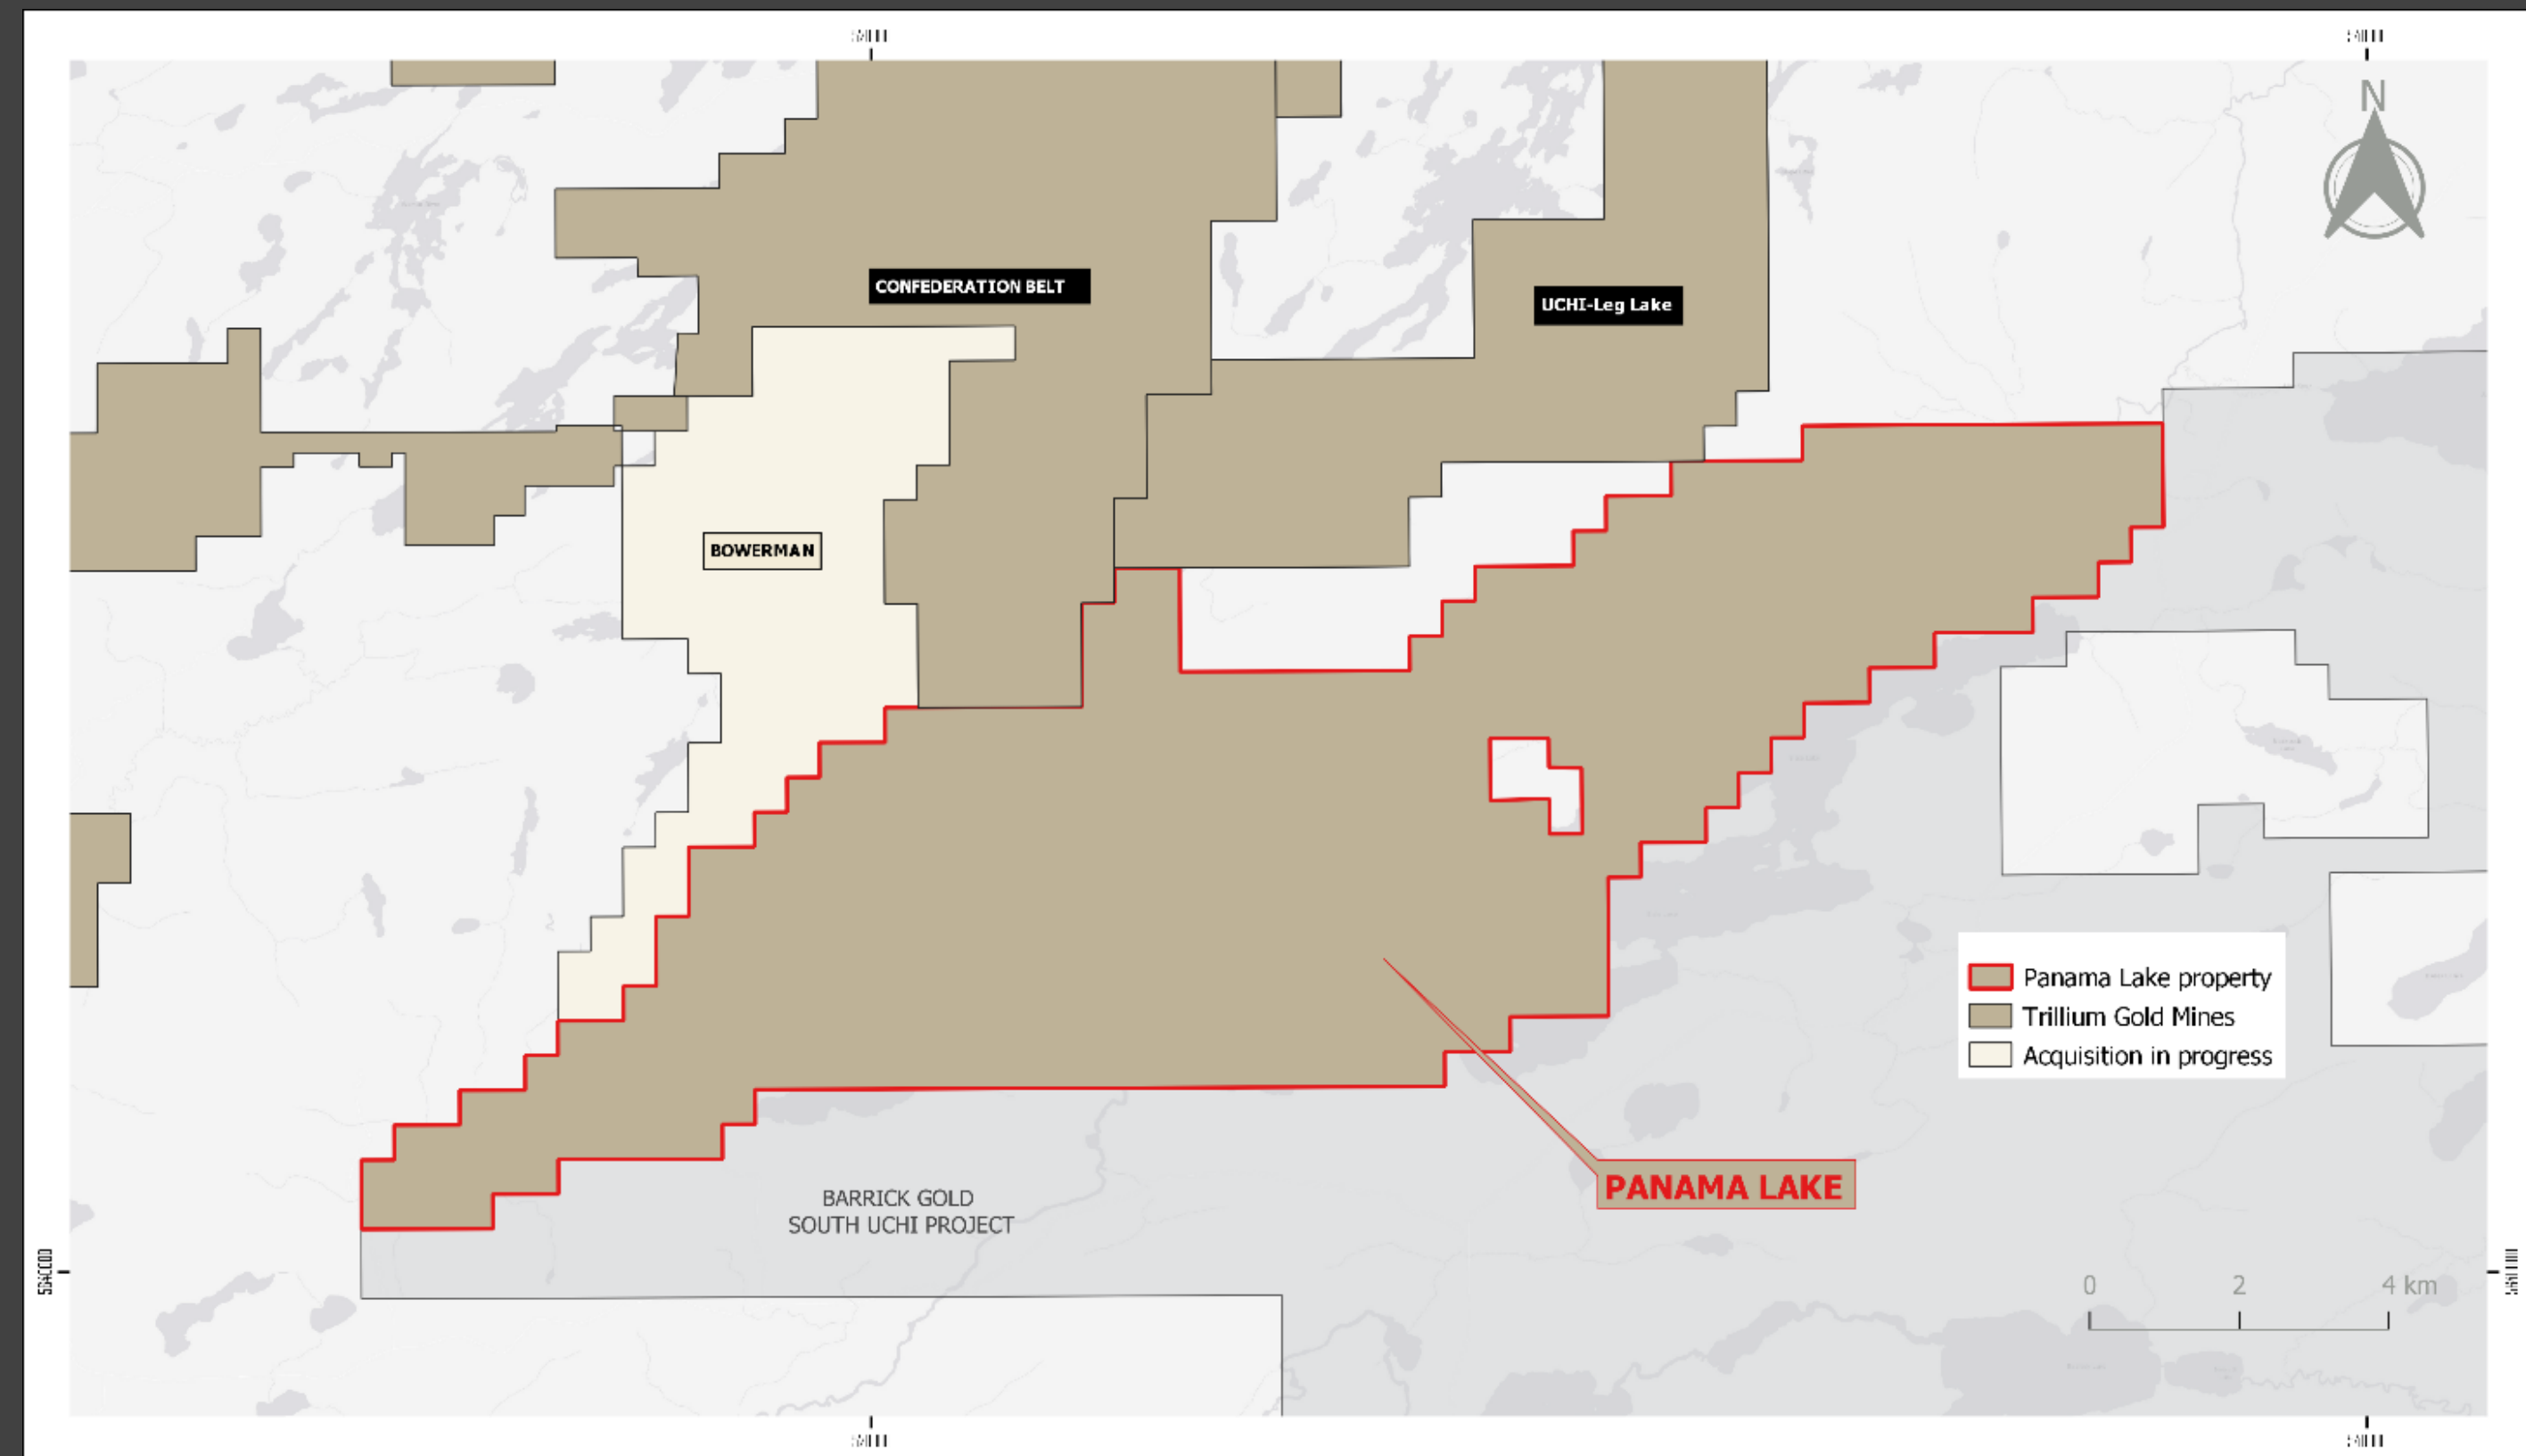 N
CONFEDERATION BELT
UCHI-Leg Lake
BOWERMAN
Panama Lake property
Trillium Gold Mines
Acquisition in progress
PANAMA LAKE
BARRICK GOLD
SOUTH UCHI PROJECT
0 2 4 km